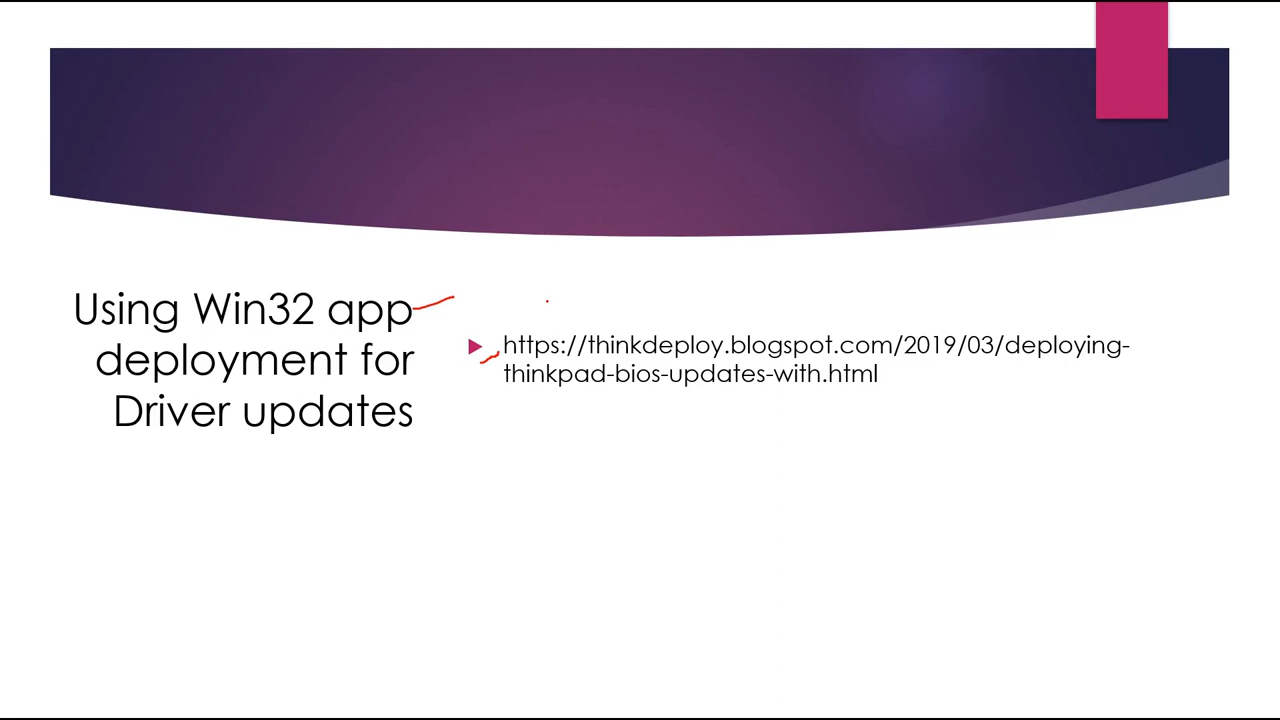 Using Win32 app
deployment for
Driver updates
https://thinkdeploy.blogspot.com/2019/03/deploying-
thinkpad-bios-updates-with.html